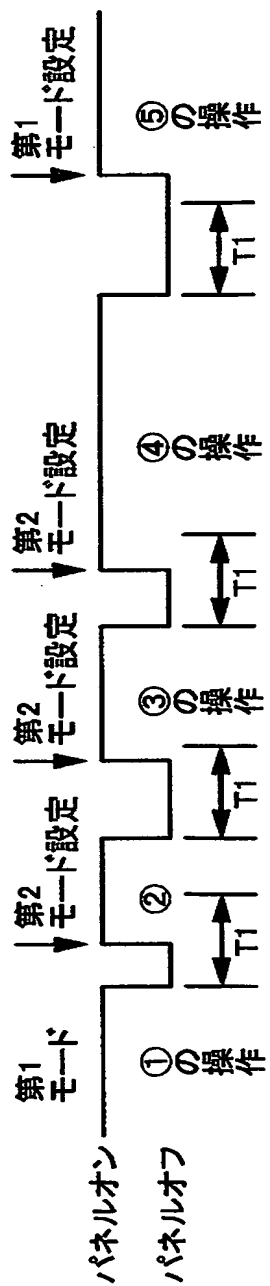 第1
モード
第2
モード設定
第2
モード設定
第2
モード設定
第1
モード設定
パネルオン
パネルオフ
①の操作
②
③の操作
④の操作
⑤の操作
T1
T1
T1
T1